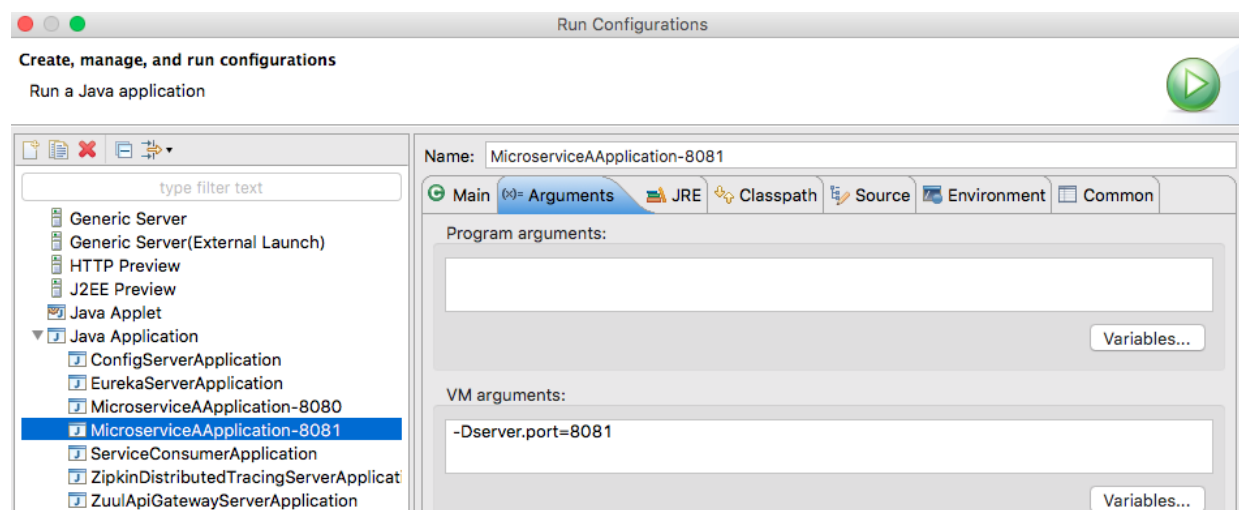 Run Configurations
Create, manage, and run configurations
Run a Java application
type filter text
Generic Server
Generic Server(External Launch)
HTTP Preview
J2EE Preview
Java Applet
Java Application
ConfigServerApplication
EurekaServerApplication
MicroserviceAApplication-8080
MicroserviceAApplication-8081
ServiceConsumerApplication
ZipkinDistributedTracingServerApplicati
ZuulApiGatewayServerApplication
Name: MicroserviceAApplication-8081
Main (x)= Arguments JRE Classpath Source Environment Common
Program arguments:
Variables...
VM arguments:
-Dserver.port=8081
Variables...